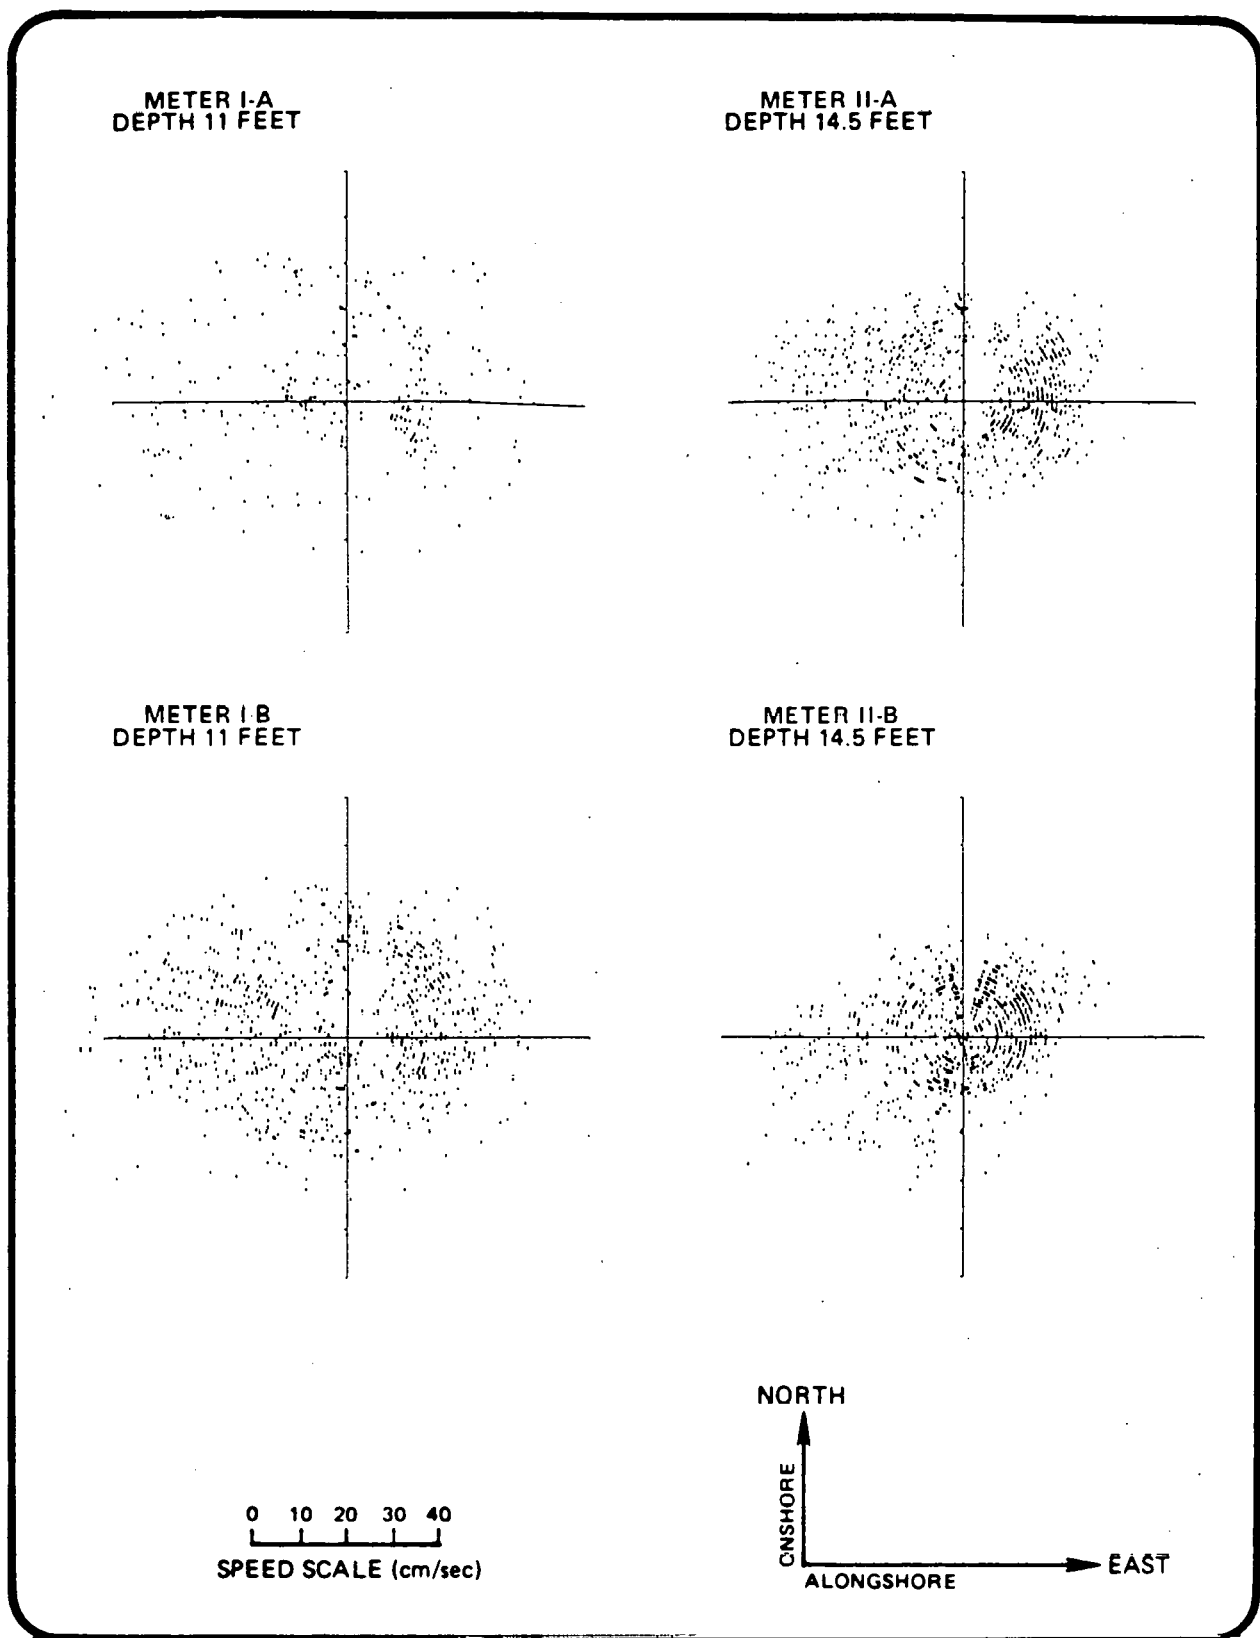 METER I-A
DEPTH 11 FEET
METER II-A
DEPTH 14.5 FEET
METER I-B
DEPTH 11 FEET
METER II-B
DEPTH 14.5 FEET
0 10 20 30 40
SPEED SCALE (cm/sec)
NORTH
ONSHORE
EAST
ALONGSHORE